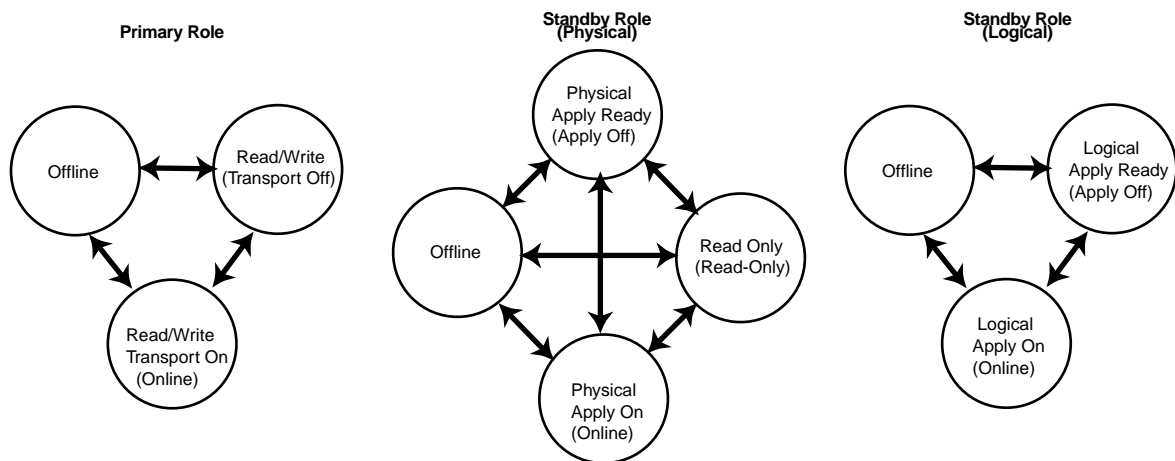 Primary Role
Offline
Read/Write
(Transport Off)
Read/Write
Transport On
(Online)
Standby Role
(Physical)
Physical
Apply Ready
(Apply Off)
Offline
Read Only
(Read-Only)
Physical
Apply On
(Online)
Standby Role
(Logical)
Offline
Logical
Apply Ready
(Apply Off)
Logical
Apply On
(Online)